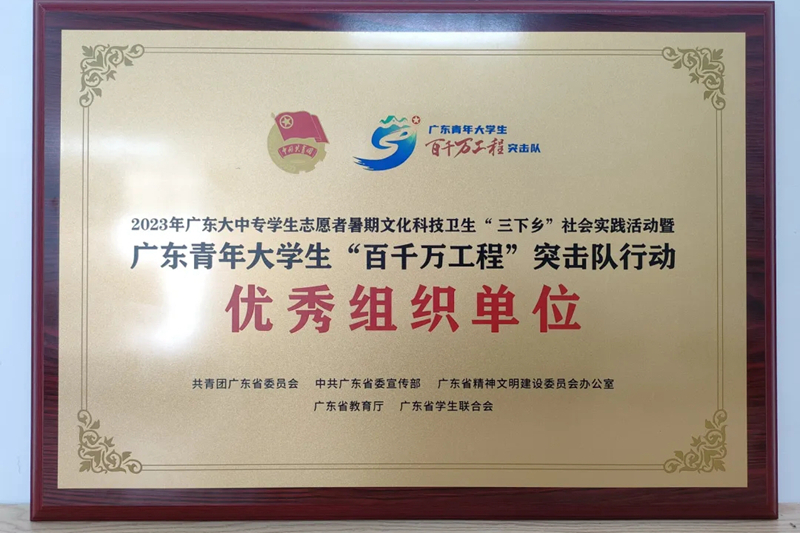 中国共青团
广东青年大学生
百千万工程 突击队
2023年广东大中专学生志愿者暑期文化科技卫生“三下乡”社会实践活动暨
广东青年大学生“百千万工程”突击队行动
优秀组织单位
共青团广东省委员会 中共广东省委宣传部 广东省精神文明建设委员会办公室
广东省教育厅 广东省学生联合会